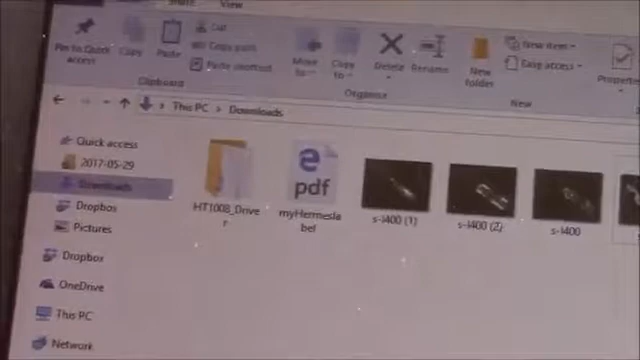 Share
View
Pin to Quick
access
Copy
Paste
Cut
Copy path
Paste shortcut
Move
to
Copy
to
Delete
Rename
New
folder
New item
Easy access
Properties
Clipboard
Organise
New
This PC > Downloads
Quick access
2017-05-29
Downloads
Dropbox
Pictures
Dropbox
OneDrive
This PC
Network
HT1008_Drive
r
pdf
myHermesla
bel
s-l400 (1)
s-l400 (2)
s-l400